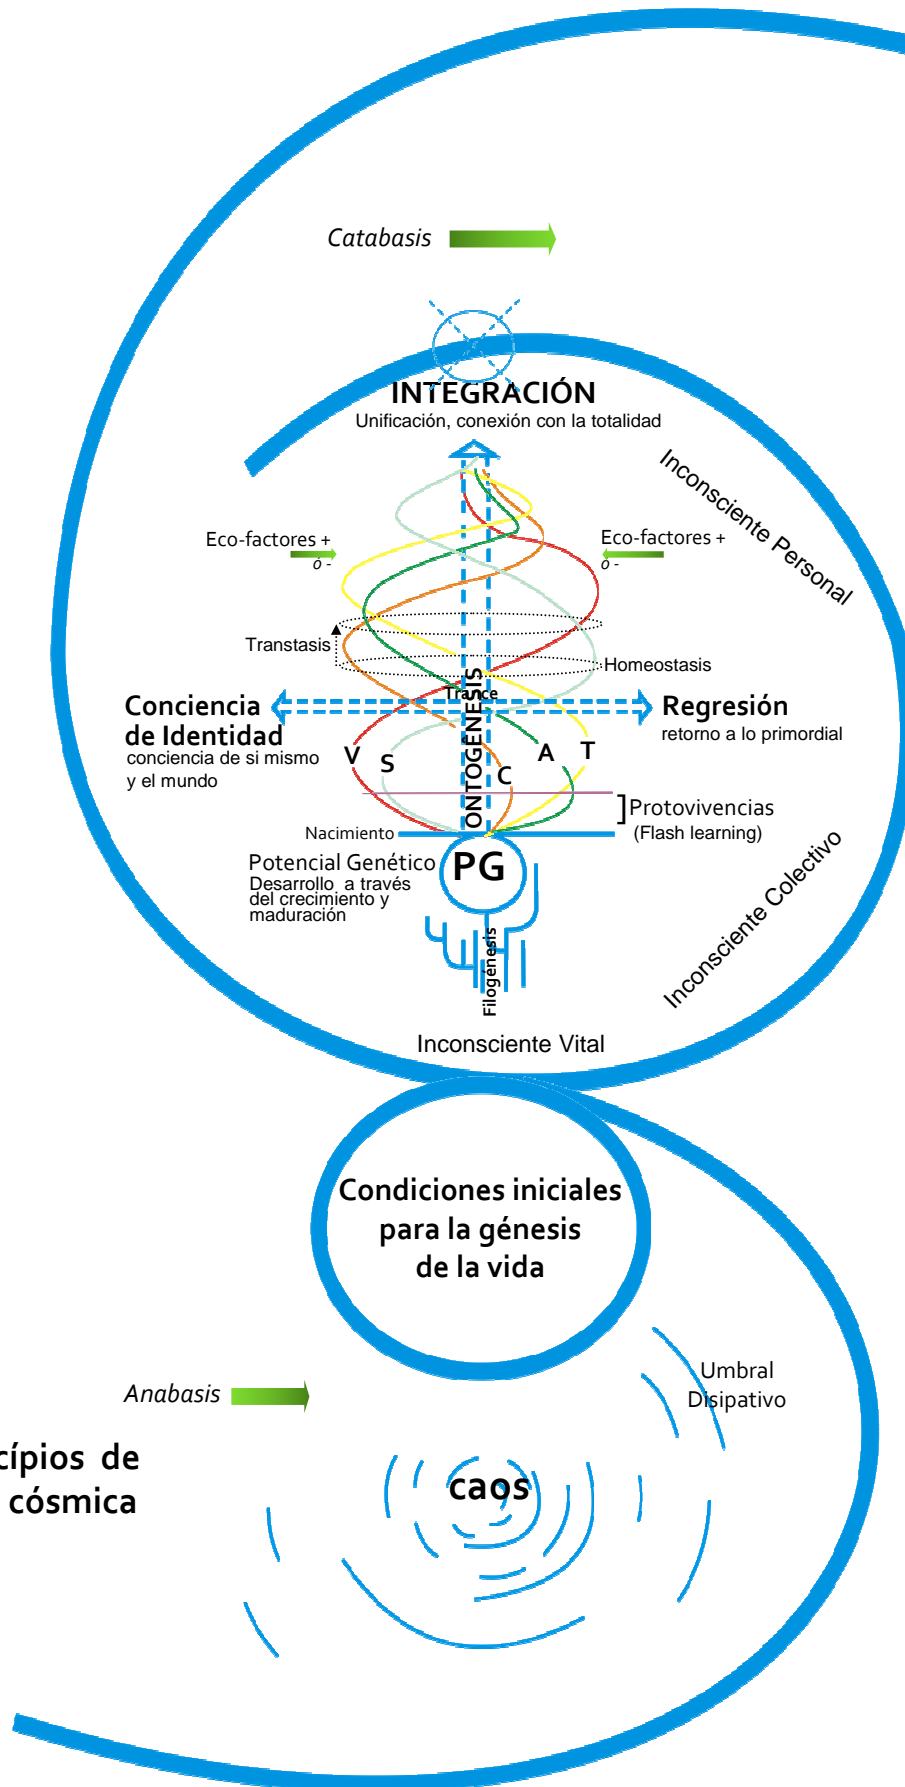 Catabasis
INTEGRACIÓN
Unificación, conexión con la totalidad
Inconsciente Personal
Eco-factores +
ó -
Eco-factores +
ó -
Transtasis
Homeostasis
Trance
ONTOGÉNESIS
Conciencia
de Identidad
conciencia de si mismo
y el mundo
Regresión
retorno a lo primordial
V
S
C
A
T
Protovivencias
(Flash learning)
Nacimiento
Potencial Genético
Desarrollo a través
del crecimiento y
maduración
PG
Filogénesis
Inconsciente Colectivo
Inconsciente Vital
Condiciones iniciales
para la génesis
de la vida
Umbral
Disipativo
Anabasis
cípios de
cósmica
caos